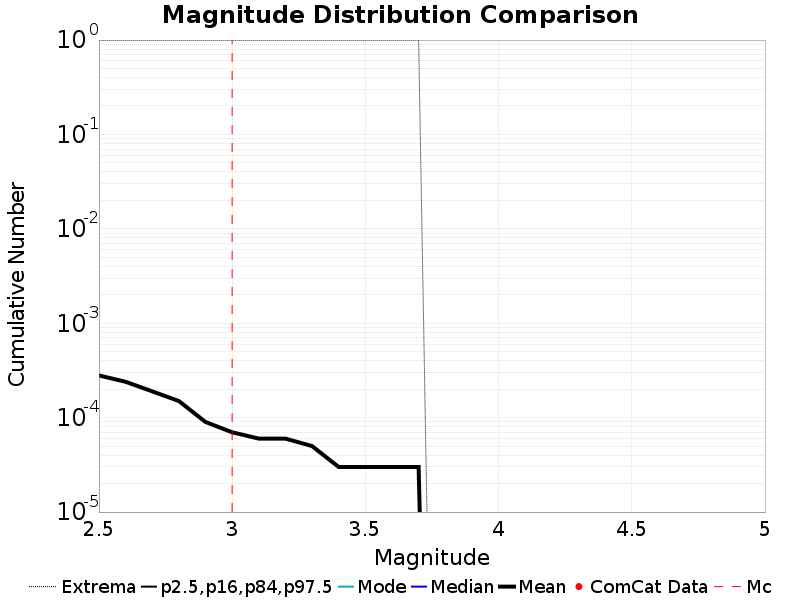 Magnitude Distribution Comparison
Cumulative Number
10^0
10^-1
10^-2
10^-3
10^-4
10^-5
2.5 3 3.5 4 4.5 5
Magnitude
Extrema p2.5,p16,p84,p97.5 Mode Median Mean ComCat Data Mc